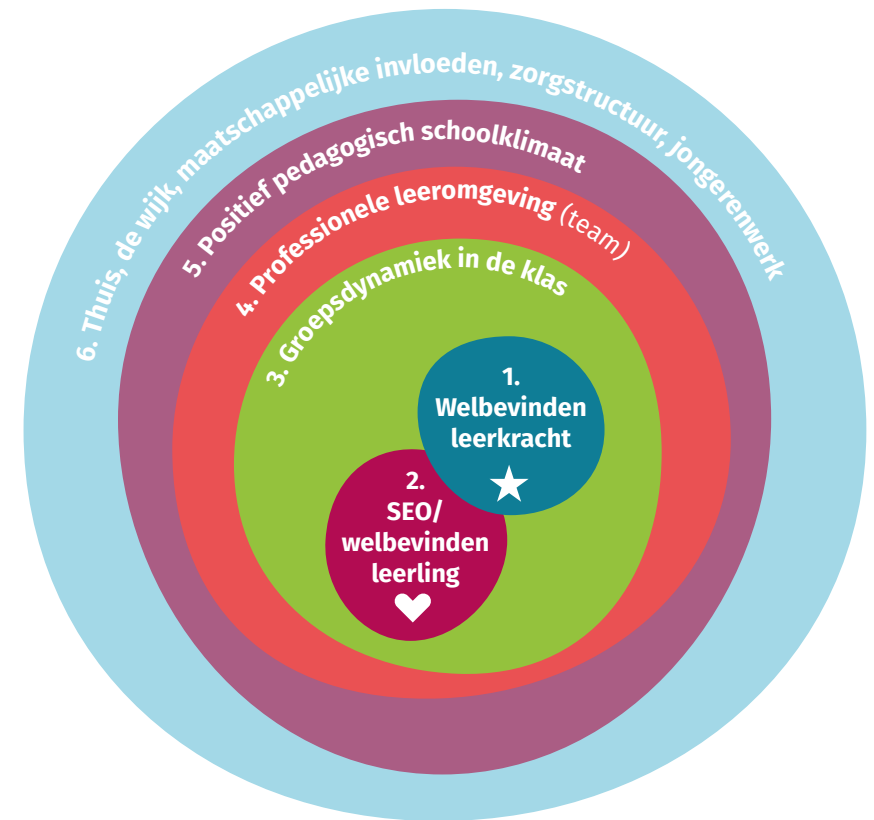 6. Thuis, de wijk, maatschappelijke invloeden, zorgstructuur, jongerenwerk
5. Positief pedagogisch schoolklimaat
4. Professionele leeromgeving (team)
3. Groepsdynamiek in de klas
1.
Welbevinden
leerkracht
2.
SEO/
welbevinden
leerling